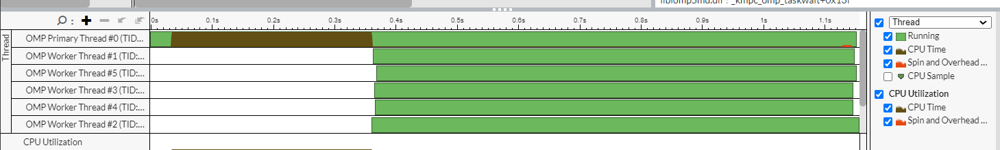 libiomp5md.dll ! _kmpc_omp_taskwait+0x13f
0s 0.1s 0.2s 0.3s 0.4s 0.5s 0.6s 0.7s 0.8s 0.9s 1s 1.1s
Thread
OMP Primary Thread #0 (TID...
OMP Worker Thread #1 (TID:...
OMP Worker Thread #5 (TID:...
OMP Worker Thread #3 (TID:...
OMP Worker Thread #4 (TID:...
OMP Worker Thread #2 (TID:...
CPU Utilization
Thread
Running
CPU Time
Spin and Overhead ...
CPU Sample
CPU Utilization
CPU Time
Spin and Overhead ...